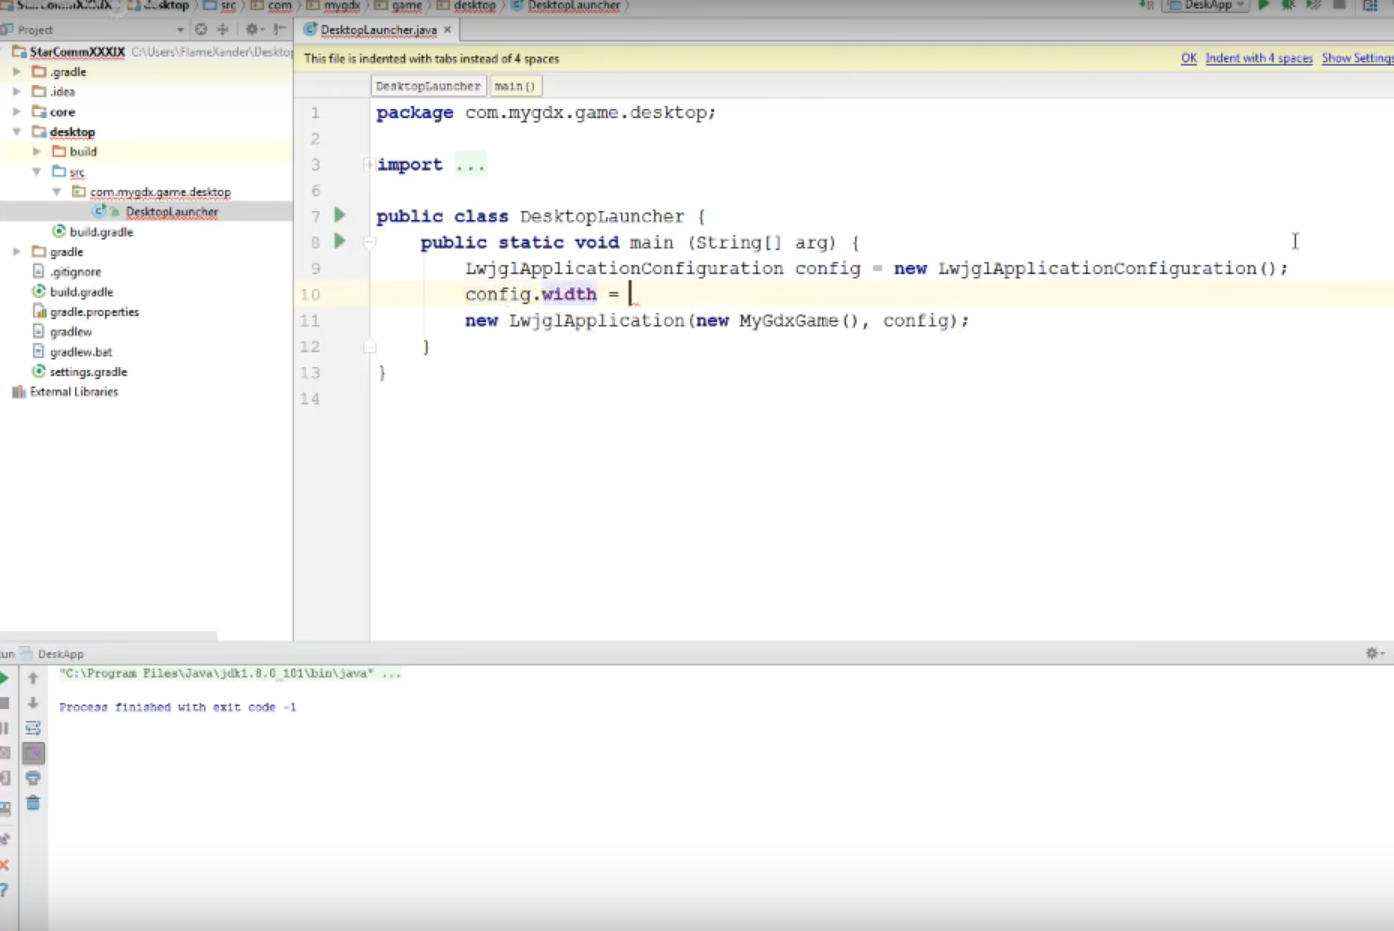 desktop src com mygdx game desktop DesktopLauncher
DeskApp
Project
DesktopLauncher.java
StarCommXXXIX C:\Users\FlameXander\Desktop
This file is indented with tabs instead of 4 spaces OK Indent with 4 spaces Show Settings
.gradle
.idea
core
desktop
build
src
com.mygdx.game.desktop
DesktopLauncher
build.gradle
gradle
.gitignore
build.gradle
gradle.properties
gradlew
gradlew.bat
settings.gradle
External Libraries
DesktopLauncher main()
1 package com.mygdx.game.desktop;
2
3 import ...
6
7 public class DesktopLauncher {
8 public static void main (String[] arg) {
9 LwjglApplicationConfiguration config = new LwjglApplicationConfiguration();
10 config.width =
11 new LwjglApplication(new MyGdxGame(), config);
12 }
13 }
14
un DeskApp
"C:\Program Files\Java\jdk1.8.0_101\bin\java" ...
Process finished with exit code -1